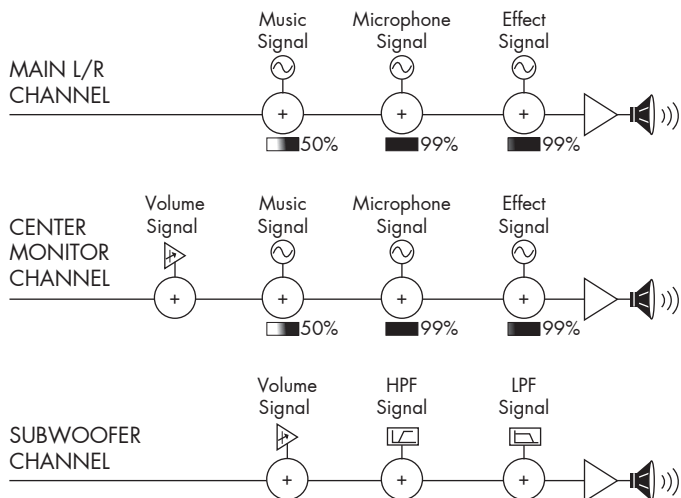 Music Signal
Microphone Signal
Effect Signal
MAIN L/R
CHANNEL
+ + +
50% 99% 99%
Volume Signal
Music Signal
Microphone Signal
Effect Signal
CENTER
MONITOR
CHANNEL
+ + + +
50% 99% 99%
Volume Signal
HPF Signal
LPF Signal
SUBWOOFER
CHANNEL
+ + +